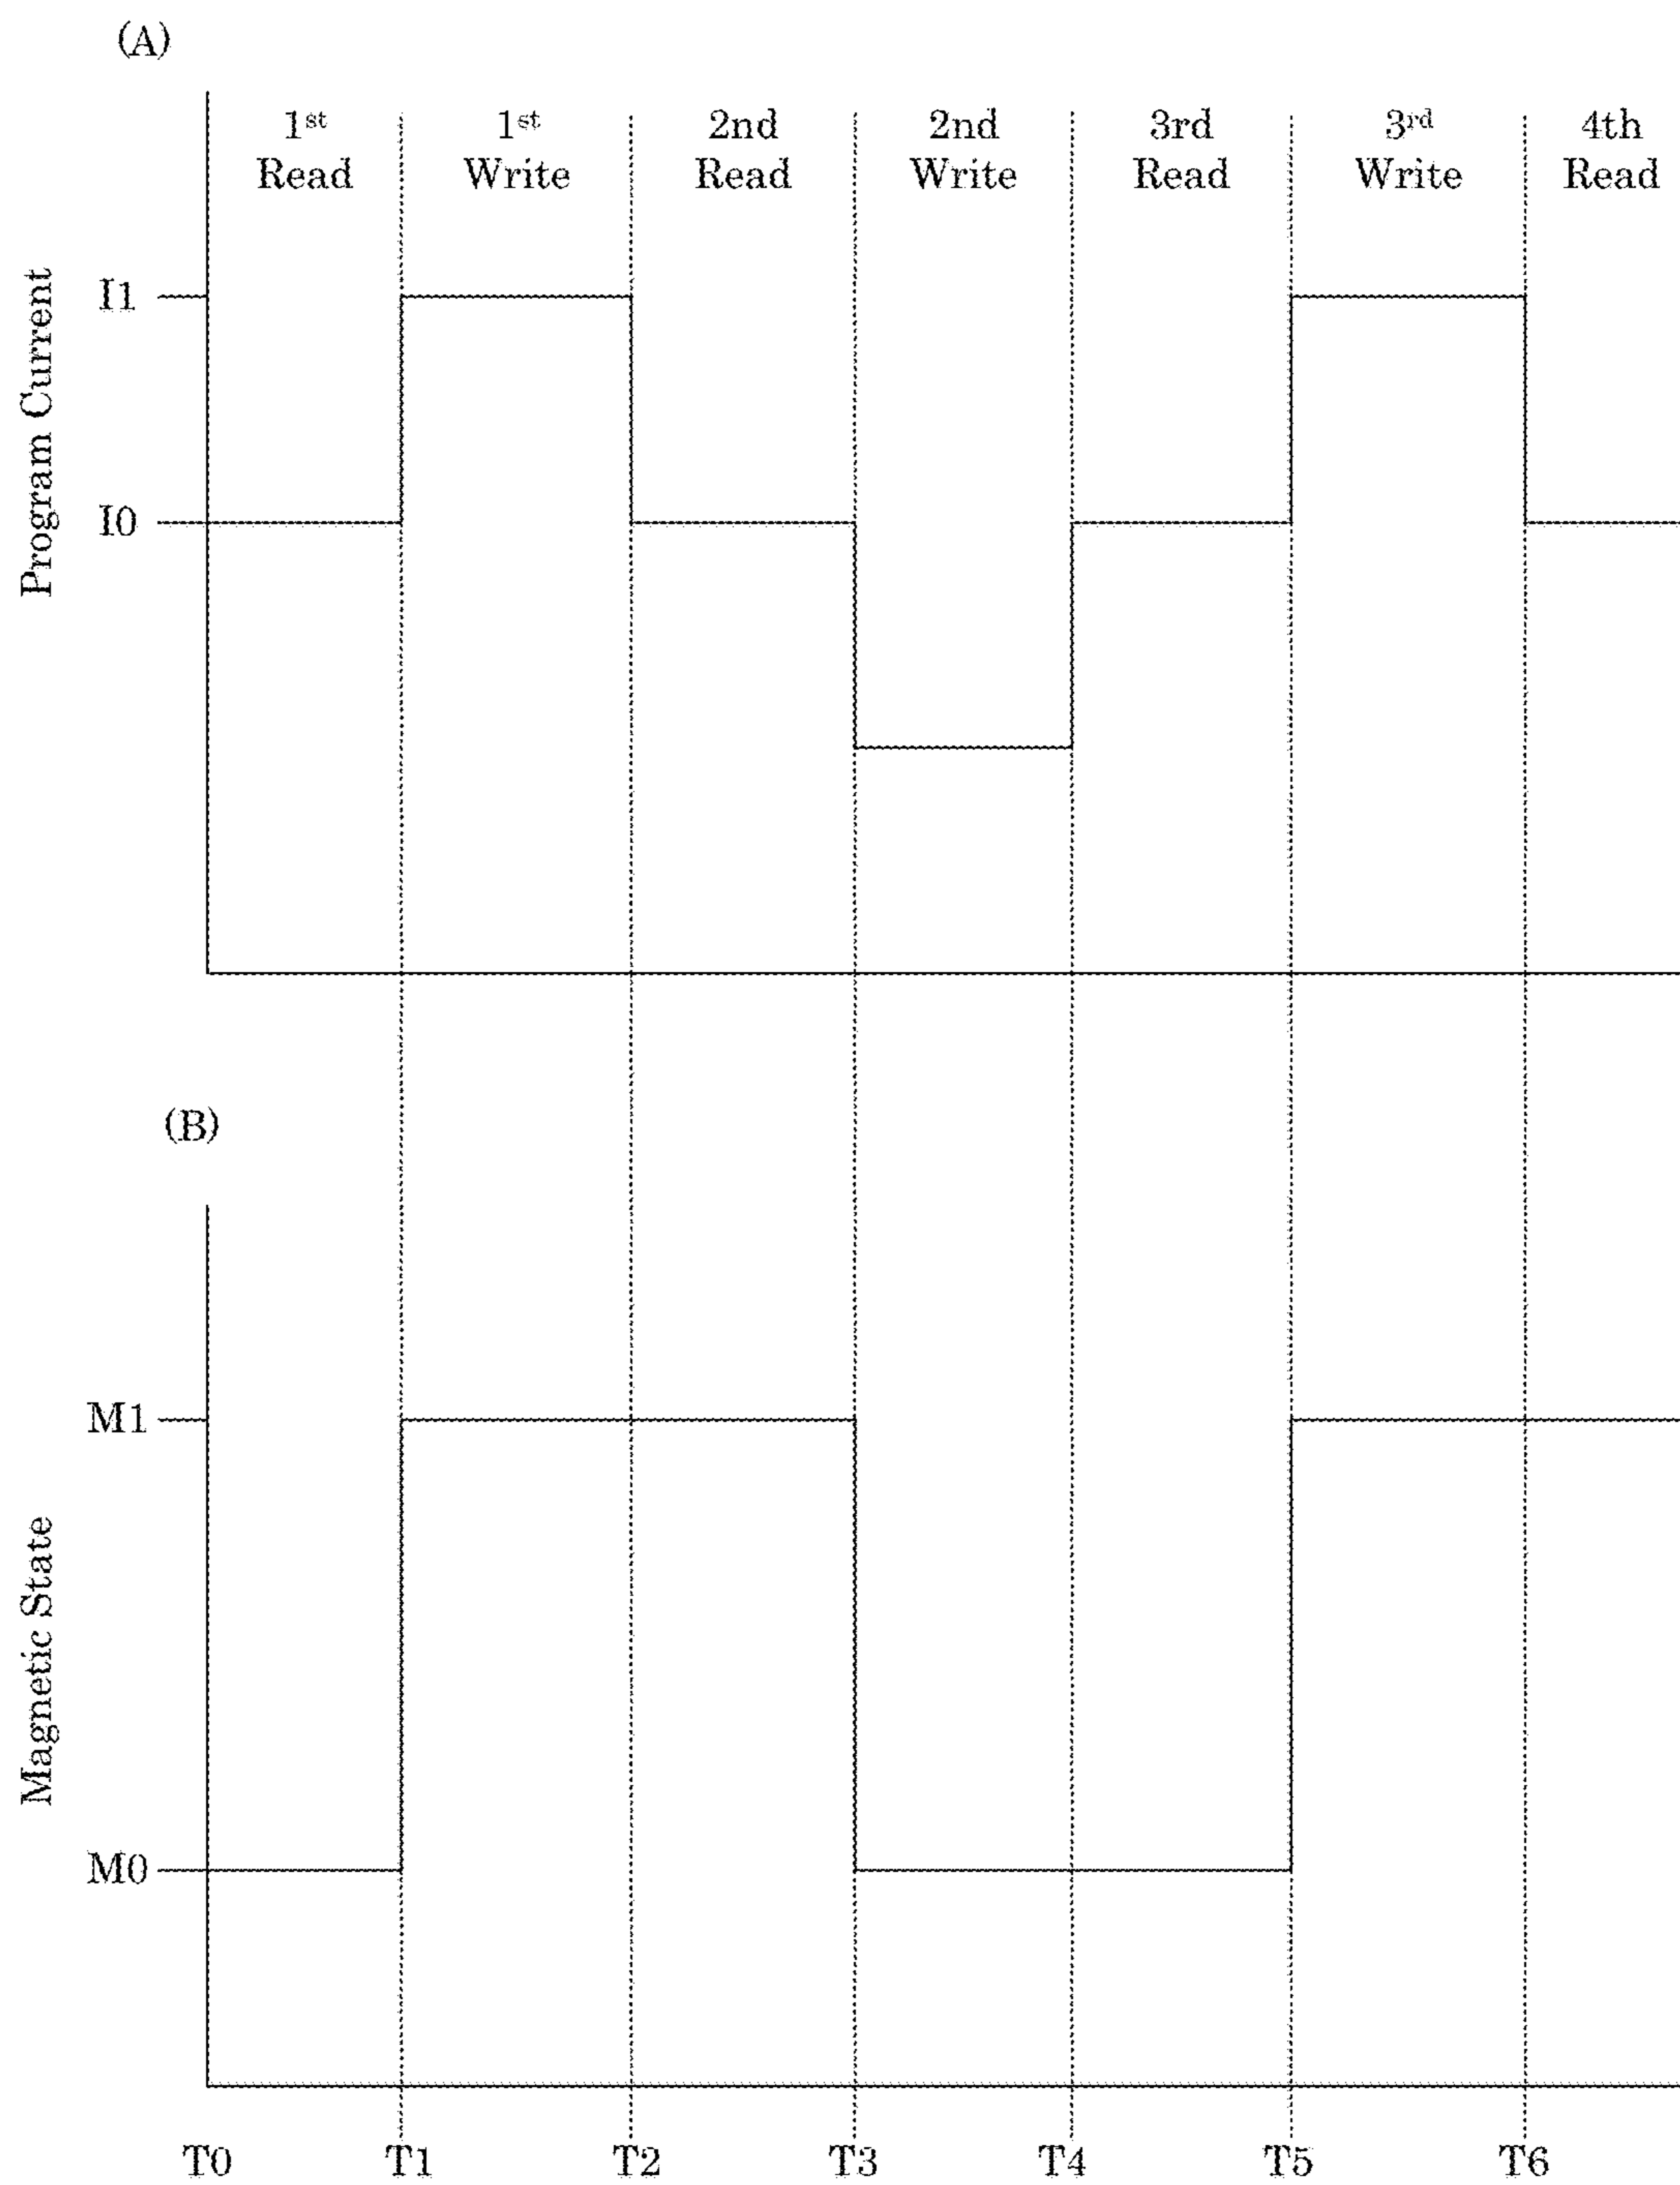 (A)
1st 1st 2nd 2nd 3rd 3rd 4th
Read Write Read Write Read Write Read
I1
Program Current
I0
(B)
M1
Magnetic State
M0
T0 T1 T2 T3 T4 T5 T6